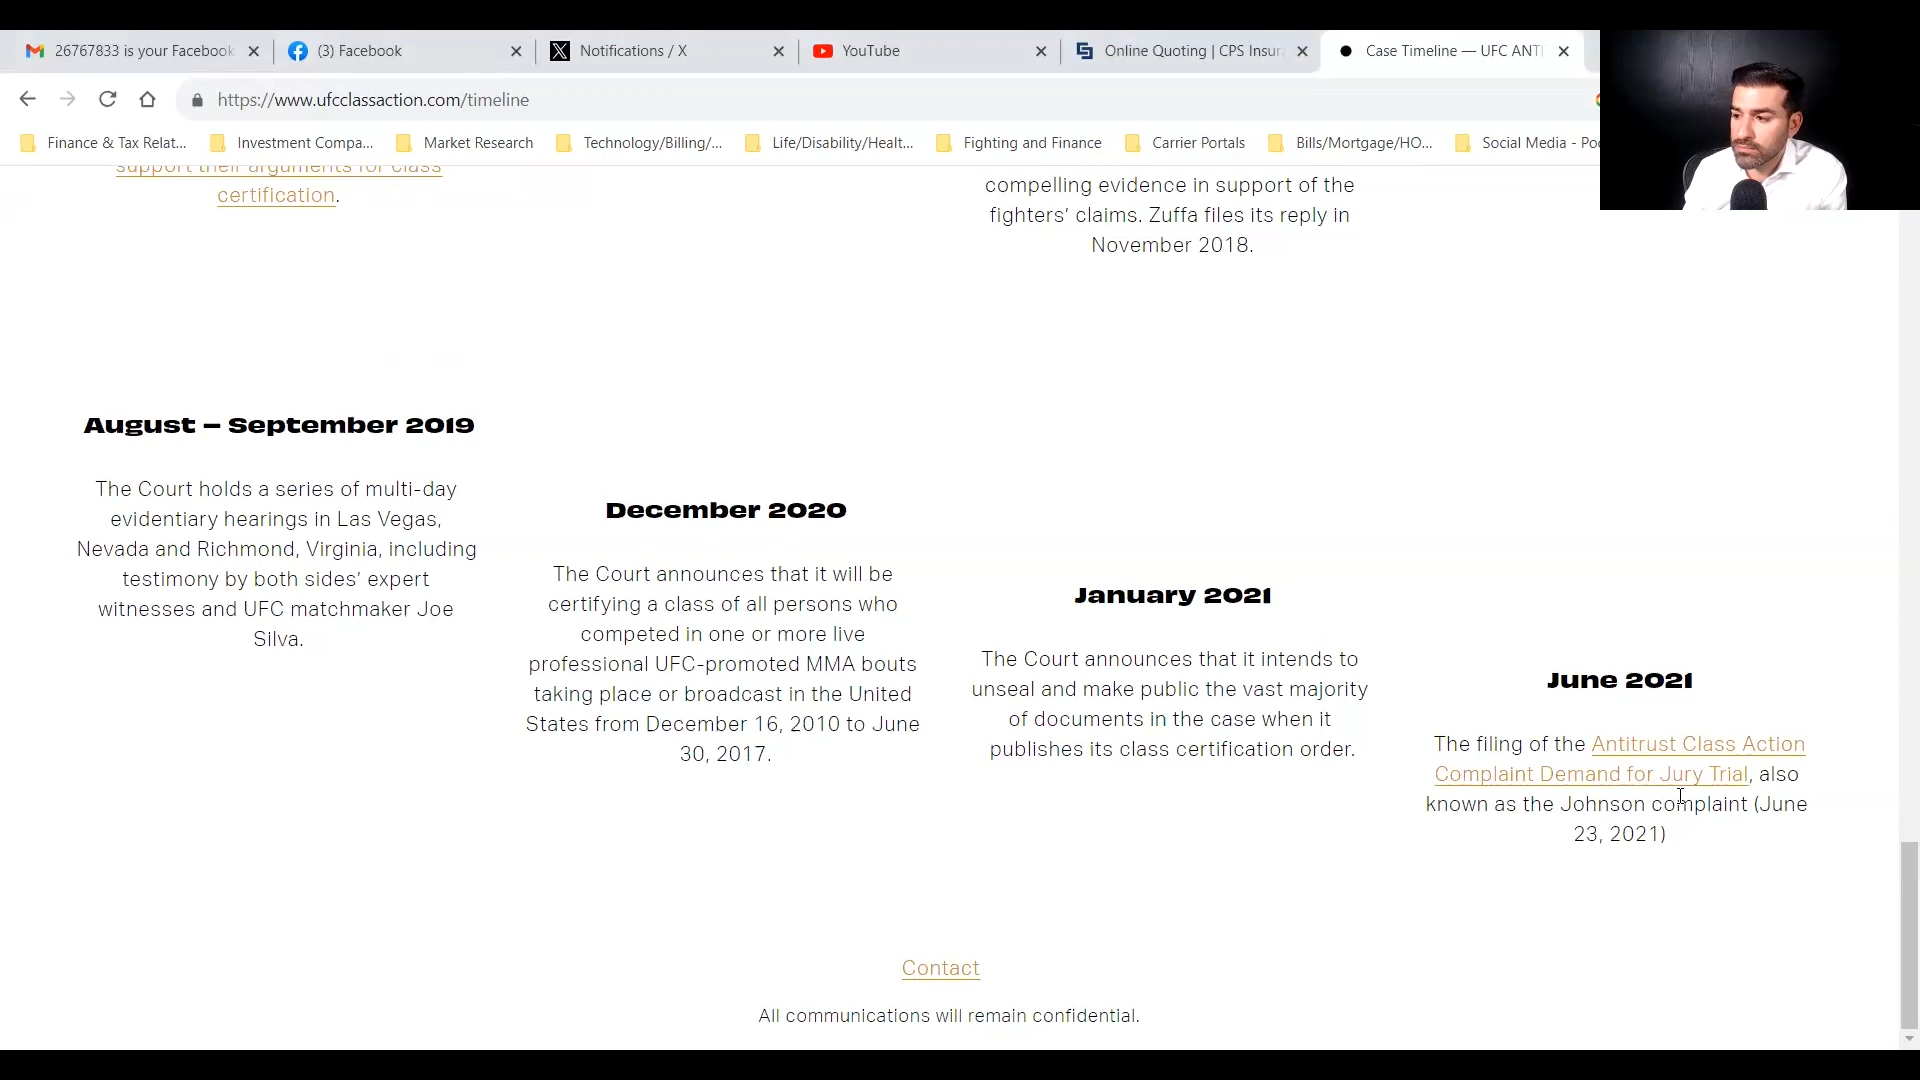 26767833 is your Facebook
(3) Facebook
Notifications / X
YouTube
Online Quoting | CPS Insur
Case Timeline — UFC ANTI
https://www.ufcclassaction.com/timeline
Finance & Tax Relat...
Investment Compa...
Market Research
Technology/Billing/...
Life/Disability/Healt...
Fighting and Finance
Carrier Portals
Bills/Mortgage/HO...
Social Media - Po
support their arguments for class
certification.
compelling evidence in support of the
fighters’ claims. Zuffa files its reply in
November 2018.
August – September 2019
The Court holds a series of multi-day
evidentiary hearings in Las Vegas,
Nevada and Richmond, Virginia, including
testimony by both sides’ expert
witnesses and UFC matchmaker Joe
Silva.
December 2020
The Court announces that it will be
certifying a class of all persons who
competed in one or more live
professional UFC-promoted MMA bouts
taking place or broadcast in the United
States from December 16, 2010 to June
30, 2017.
January 2021
The Court announces that it intends to
unseal and make public the vast majority
of documents in the case when it
publishes its class certification order.
June 2021
The filing of the Antitrust Class Action
Complaint Demand for Jury Trial, also
known as the Johnson complaint (June
23, 2021)
Contact
All communications will remain confidential.